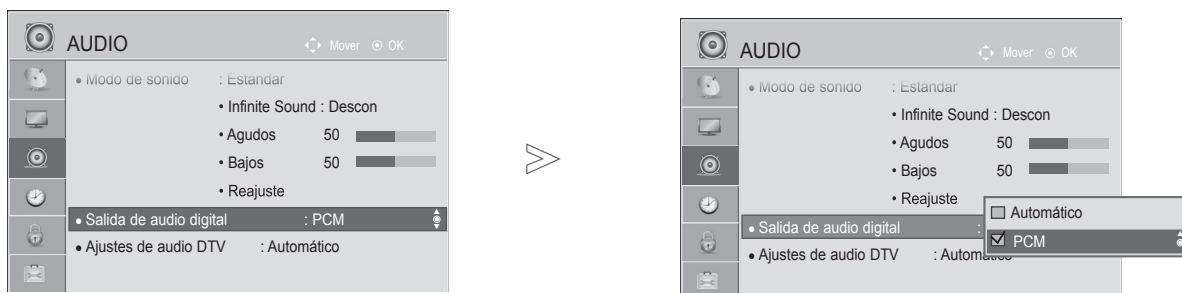 AUDIO
Mover OK
• Modo de sonido : Estándar
• Infinite Sound : Descon
• Agudos 50
• Bajos 50
• Reajuste
• Salida de audio digital : PCM
• Ajustes de audio DTV : Automático
AUDIO
Mover OK
• Modo de sonido : Estándar
• Infinite Sound : Descon
• Agudos 50
• Bajos 50
• Reajuste
• Salida de audio digital :
Automático
PCM
• Ajustes de audio DTV : Automático